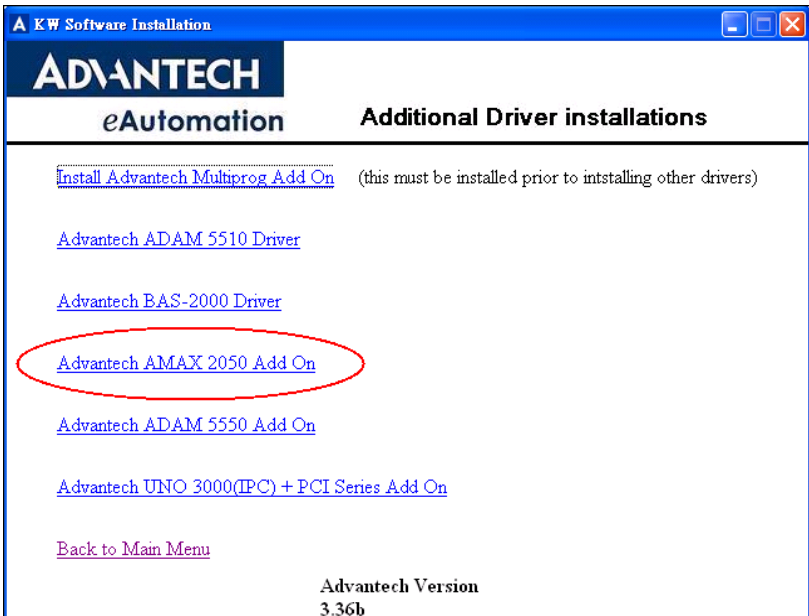 KW Software Installation
ADVANTECH
eAutomation
Additional Driver installations
Install Advantech Multiprog Add On (this must be installed prior to intstalling other drivers)
Advantech ADAM 5510 Driver
Advantech BAS-2000 Driver
Advantech AMAX 2050 Add On
Advantech ADAM 5550 Add On
Advantech UNO 3000(IPC) + PCI Series Add On
Back to Main Menu
Advantech Version
3.36b